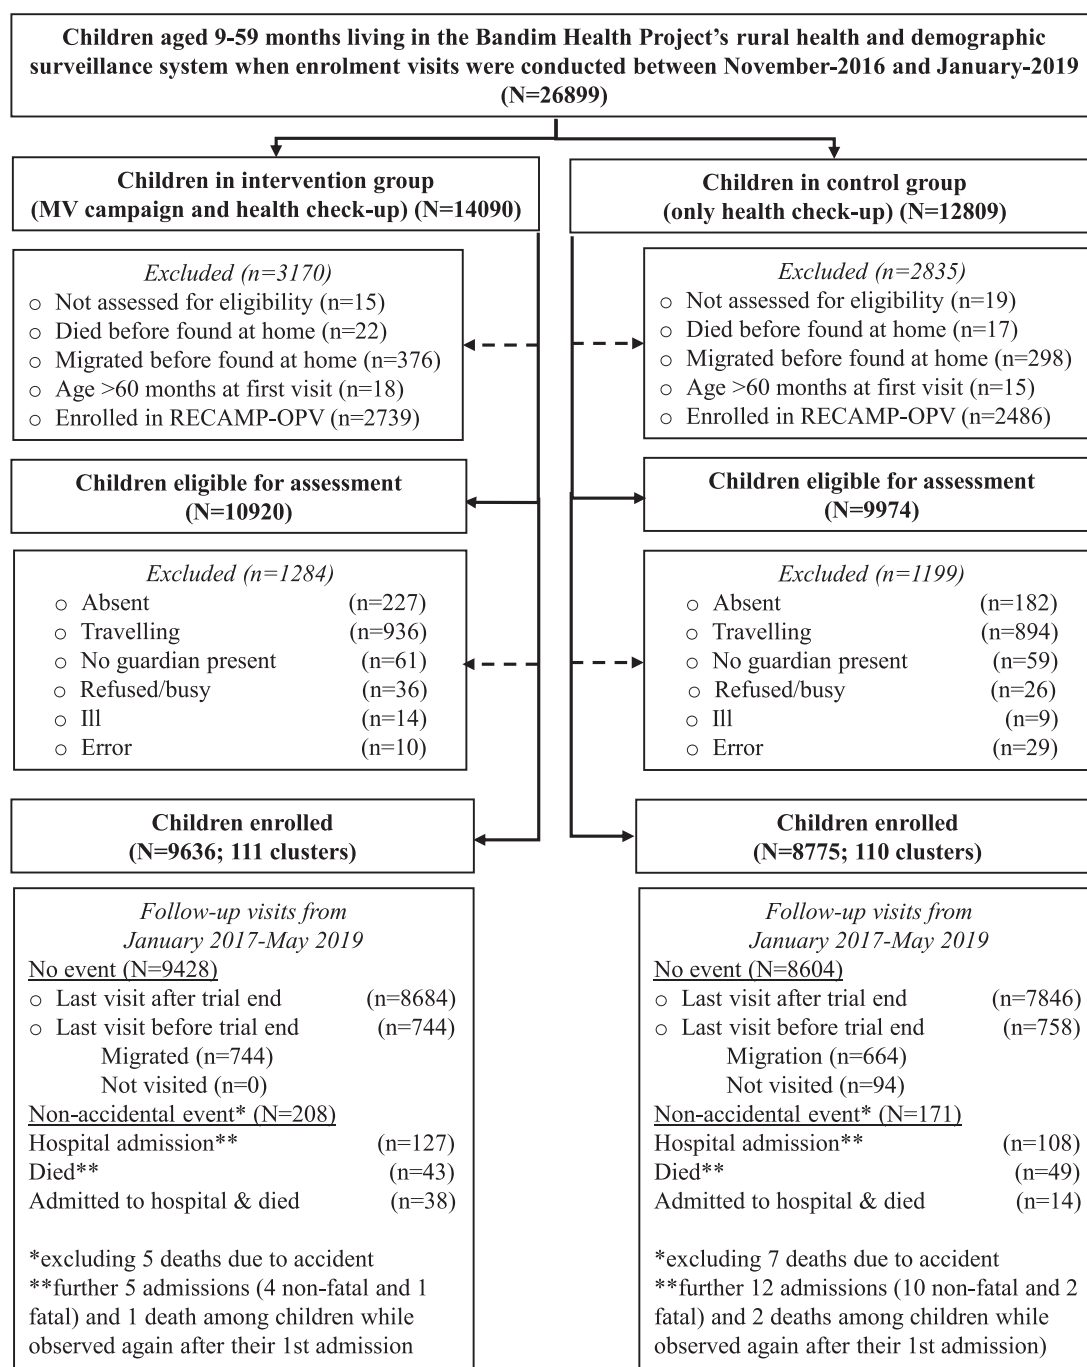 Children aged 9-59 months living in the Bandim Health Project's rural health and demographic
surveillance system when enrolment visits were conducted between November-2016 and January-2019
(N=26899)
Children in intervention group
(MV campaign and health check-up) (N=14090)
Children in control group
(only health check-up) (N=12809)
Excluded (n=3170)
○ Not assessed for eligibility (n=15)
○ Died before found at home (n=22)
○ Migrated before found at home (n=376)
○ Age >60 months at first visit (n=18)
○ Enrolled in RECAMP-OPV (n=2739)
Excluded (n=2835)
○ Not assessed for eligibility (n=19)
○ Died before found at home (n=17)
○ Migrated before found at home (n=298)
○ Age >60 months at first visit (n=15)
○ Enrolled in RECAMP-OPV (n=2486)
Children eligible for assessment
(N=10920)
Children eligible for assessment
(N=9974)
Excluded (n=1284)
○ Absent (n=227)
○ Travelling (n=936)
○ No guardian present (n=61)
○ Refused/busy (n=36)
○ Ill (n=14)
○ Error (n=10)
Excluded (n=1199)
○ Absent (n=182)
○ Travelling (n=894)
○ No guardian present (n=59)
○ Refused/busy (n=26)
○ Ill (n=9)
○ Error (n=29)
Children enrolled
(N=9636; 111 clusters)
Children enrolled
(N=8775; 110 clusters)
Follow-up visits from
January 2017-May 2019
No event (N=9428)
○ Last visit after trial end (n=8684)
○ Last visit before trial end (n=744)
Migrated (n=744)
Not visited (n=0)
Non-accidental event* (N=208)
Hospital admission** (n=127)
Died** (n=43)
Admitted to hospital & died (n=38)
*excluding 5 deaths due to accident
**further 5 admissions (4 non-fatal and 1
fatal) and 1 death among children while
observed again after their 1st admission
Follow-up visits from
January 2017-May 2019
No event (N=8604)
○ Last visit after trial end (n=7846)
○ Last visit before trial end (n=758)
Migration (n=664)
Not visited (n=94)
Non-accidental event* (N=171)
Hospital admission** (n=108)
Died** (n=49)
Admitted to hospital & died (n=14)
*excluding 7 deaths due to accident
**further 12 admissions (10 non-fatal and 2
fatal) and 2 deaths among children while
observed again after their 1st admission)